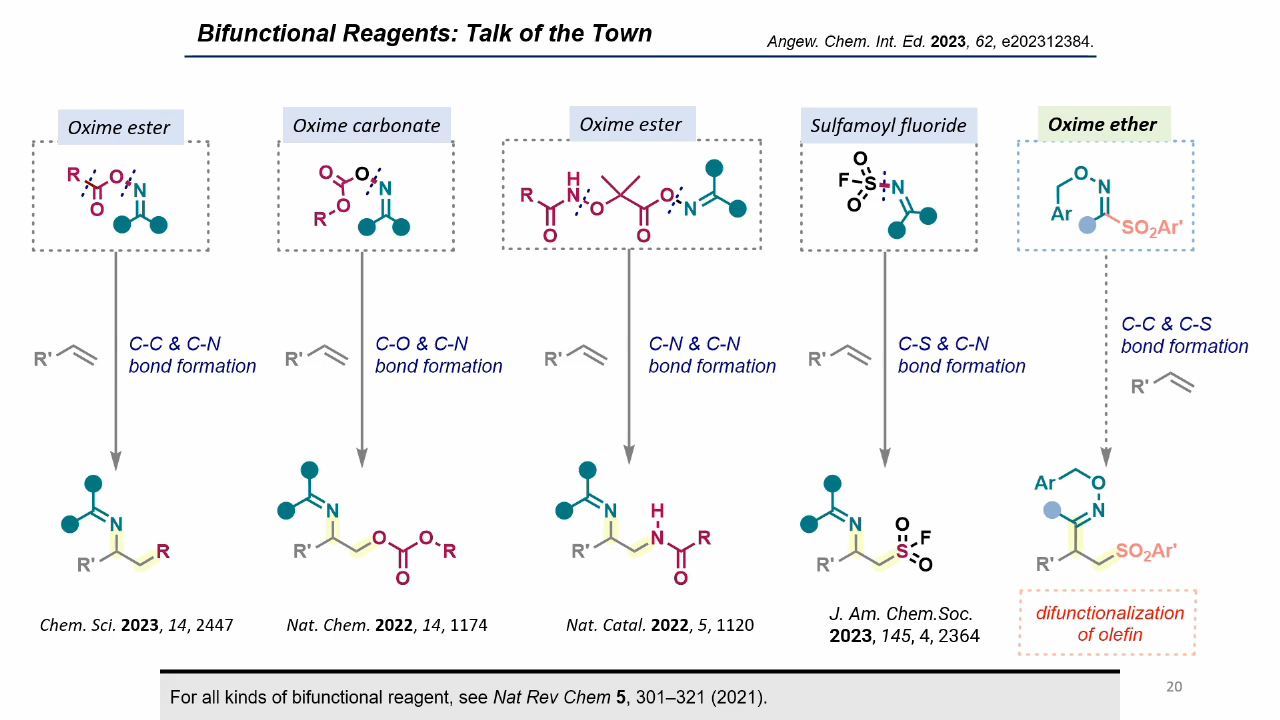 Bifunctional Reagents: Talk of the Town
Angew. Chem. Int. Ed. 2023, 62, e202312384.
Oxime ester
Oxime carbonate
Oxime ester
Sulfamoyl fluoride
Oxime ether
R O N
O
O O N
O
R
H
R N O O N
O O
O
F S N
O
O N
Ar
SO2Ar'
R'
C-C & C-N
bond formation
R'
C-O & C-N
bond formation
R'
C-N & C-N
bond formation
R'
C-S & C-N
bond formation
C-C & C-S
bond formation
R'
N
R' R
N
R' O O R
O
N H
R' N R
O
N O F
R' S O
Ar O
N
R' SO2Ar'
Chem. Sci. 2023, 14, 2447
Nat. Chem. 2022, 14, 1174
Nat. Catal. 2022, 5, 1120
J. Am. Chem.Soc.
2023, 145, 4, 2364
difunctionalization
of olefin
For all kinds of bifunctional reagent, see Nat Rev Chem 5, 301–321 (2021).
20